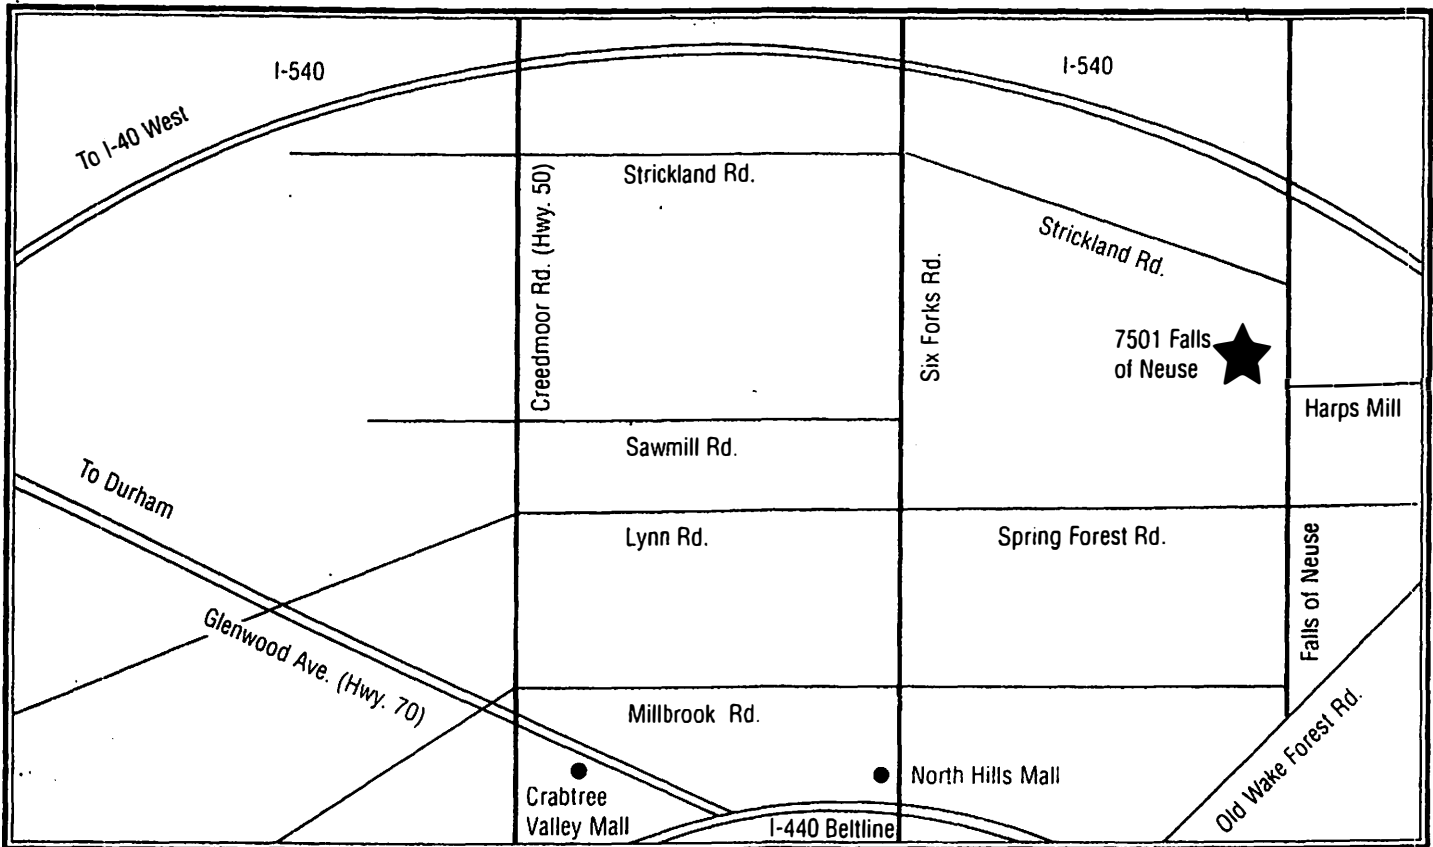 I-540
I-540
To I-40 West
Strickland Rd.
Creedmoor Rd. (Hwy. 50)
Six Forks Rd.
Strickland Rd.
7501 Falls
of Neuse
Harps Mill
Sawmill Rd.
To Durham
Lynn Rd.
Spring Forest Rd.
Falls of Neuse
Glenwood Ave. (Hwy. 70)
Millbrook Rd.
Old Wake Forest Rd.
North Hills Mall
Crabtree
Valley Mall
I-440 Beltline